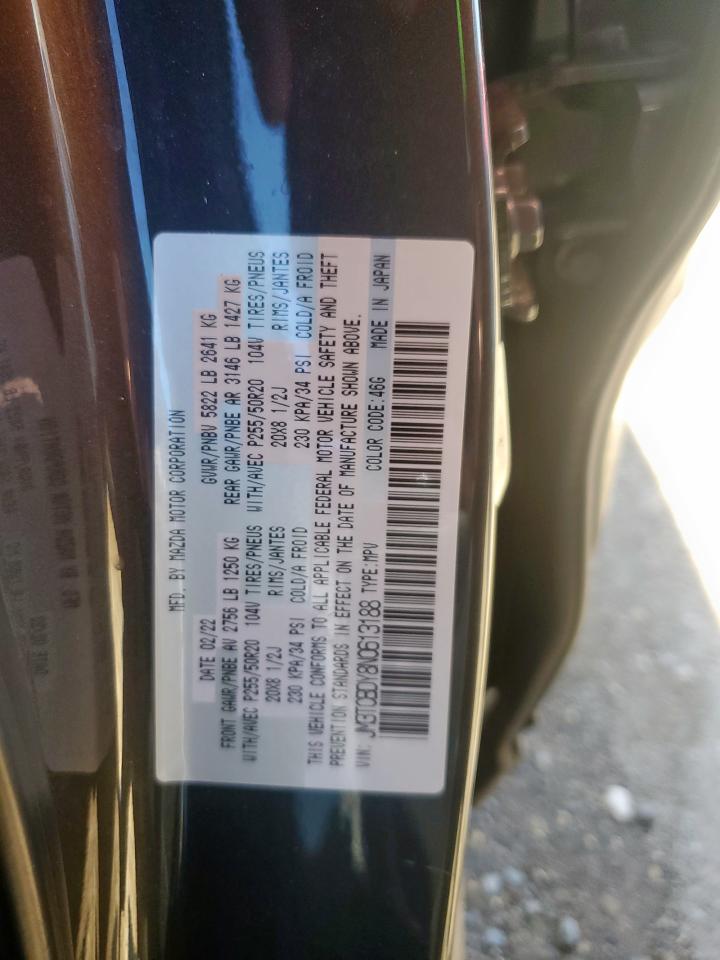 MFD. BY MAZDA MOTOR CORPORATION
DATE 02/22 GVWR/PNBV 5822 LB 2641 KG
FRONT GAWR/PNBE AV 2756 LB 1250 KG REAR GAWR/PNBE AR 3146 LB 1427 KG
WITH/AVEC P255/50R20 104V TIRES/PNEUS WITH/AVEC P255/50R20 104V TIRES/PNEUS
20X8 1/2J RIMS/JANTES 20X8 1/2J RIMS/JANTES
230 KPA/34 PSI COLD/A FROID 230 KPA/34 PSI COLD/A FROID
THIS VEHICLE CONFORMS TO ALL APPLICABLE FEDERAL MOTOR VEHICLE SAFETY AND THEFT
PREVENTION STANDARDS IN EFFECT ON THE DATE OF MANUFACTURE SHOWN ABOVE.
VIN: JM3TCBDY8N0613188 TYPE:MPV COLOR CODE:46G MADE IN JAPAN